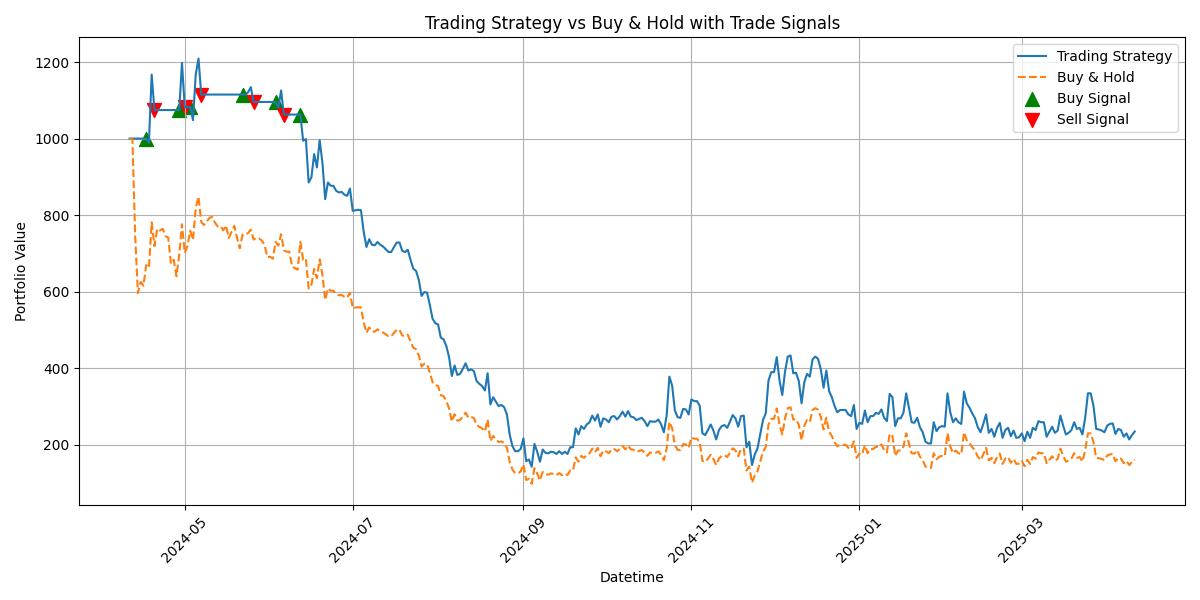 Trading Strategy vs Buy & Hold with Trade Signals
Trading Strategy
Buy & Hold
Buy Signal
Sell Signal
Portfolio Value
1200
1000
800
600
400
200
2024-05
2024-07
2024-09
2024-11
2025-01
2025-03
Datetime